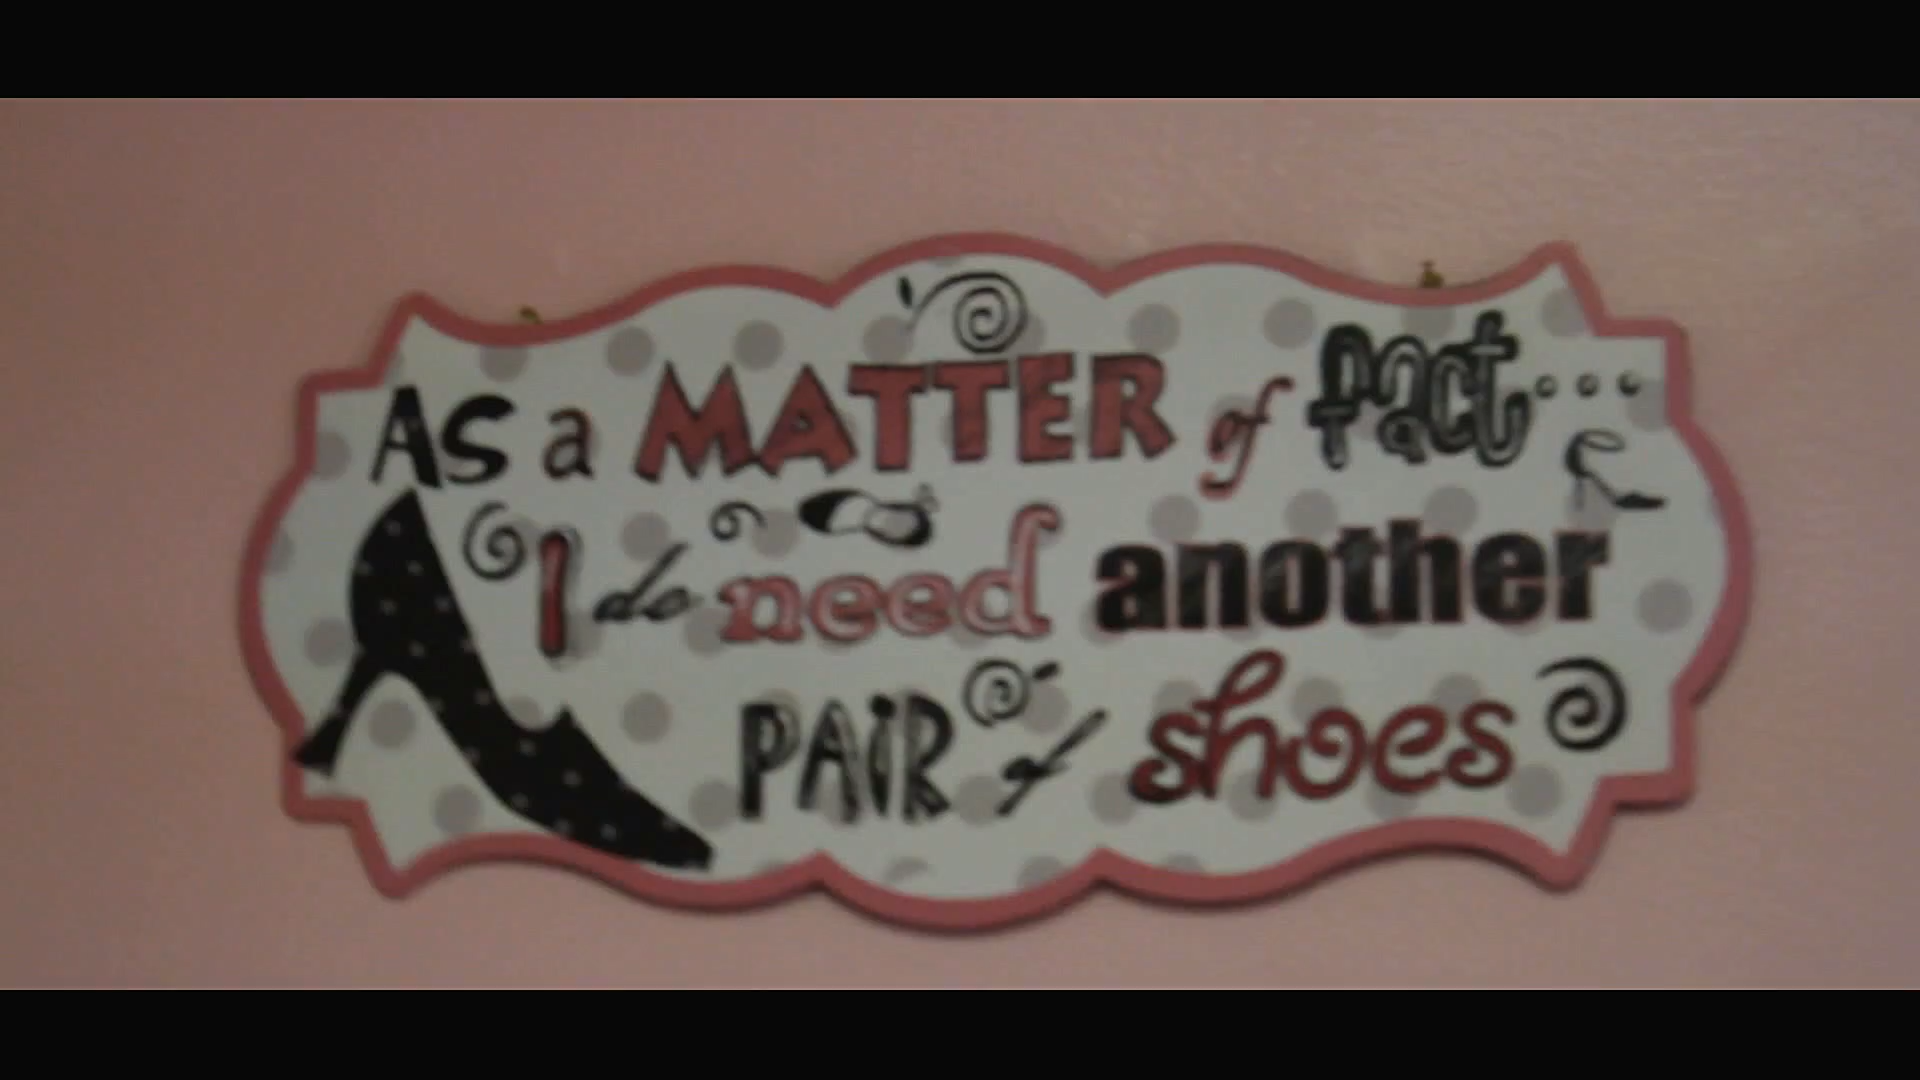 As a MATTER of fact...
I do need another
PAiR of shoes